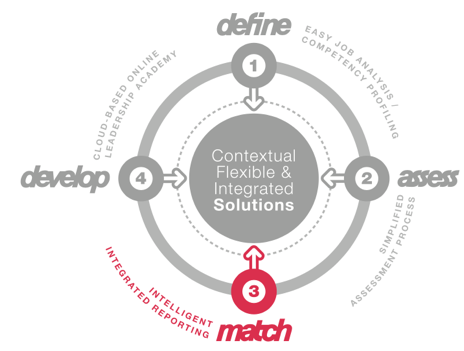 define
1
EASY JOB ANALYSIS /
COMPETENCY PROFILING
2
assess
SIMPLIFIED
ASSESSMENT PROCESS
3
match
INTELLIGENT
INTEGRATED REPORTING
4
develop
CLOUD-BASED ONLINE
LEADERSHIP ACADEMY
Contextual
Flexible &
Integrated
Solutions